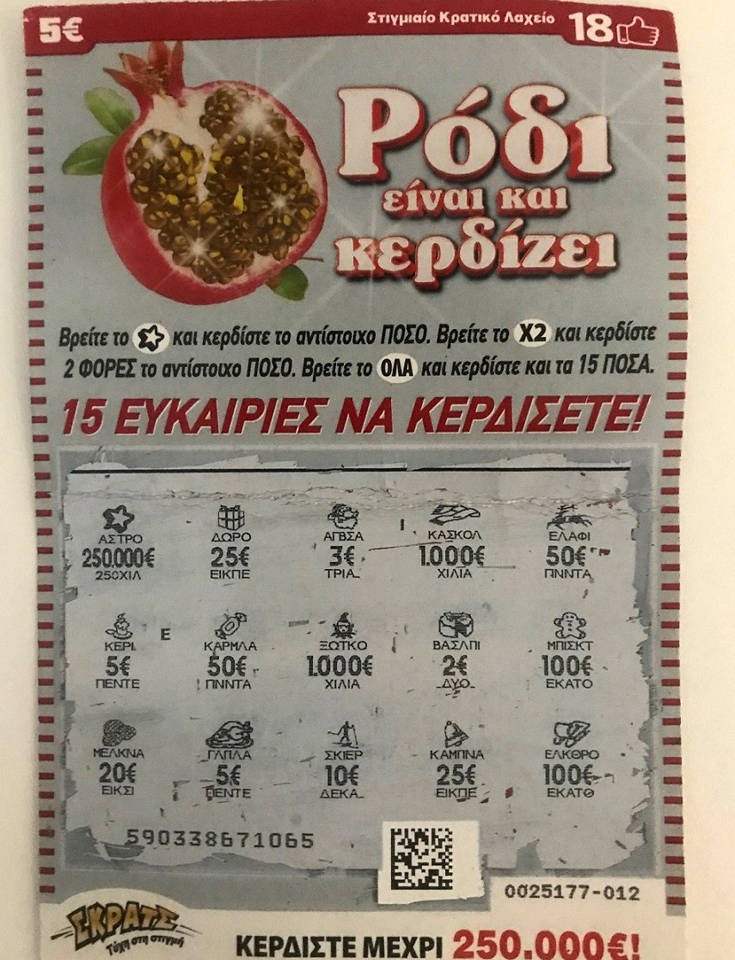 5€ Στιγμιαίο Κρατικό Λαχείο 18
Ρόδι
είναι και
κερδίζει
Βρείτε το και κερδίστε το αντίστοιχο ΠΟΣΟ. Βρείτε το X2 και κερδίστε
2 ΦΟΡΕΣ το αντίστοιχο ΠΟΣΟ. Βρείτε το ΟΛΑ και κερδίστε και τα 15 ΠΟΣΑ.
15 ΕΥΚΑΙΡΙΕΣ ΝΑ ΚΕΡΔΙΣΕΤΕ!
ΑΣΤΡΟ ΔΩΡΟ ΑΓΒΣΑ Ι ΚΑΣΚΟΛ ΕΛΑΦΙ
250.000€ 25€ 3€ 1.000€ 50€
250ΧΙΛ ΕΙΚΠΕ ΤΡΙΑ ΧΙΛΙΑ ΠΝΝΤΑ
ΚΕΡΙ Ε ΚΑΡΜΛΑ ΞΩΤΚΟ ΒΑΣΛΠΙ ΜΠΙΣΚΤ
5€ 50€ 1.000€ 2€ 100€
ΠΕΝΤΕ ΠΝΝΤΑ ΧΙΛΙΑ ΔΥΟ ΕΚΑΤΟ
ΜΕΛΚΝΑ ΓΛΠΛΑ ΣΚΙΕΡ ΚΑΜΠΝΑ ΕΛΚΘΡΟ
20€ 5€ 10€ 25€ 100€
ΕΙΚΣΙ ΠΕΝΤΕ ΔΕΚΑ ΕΙΚΠΕ ΕΚΑΤΟ
590338671065
0025177-012
ΣΚΡΑΤΣ
Τύχη στη στιγμή
ΚΕΡΔΙΣΤΕ ΜΕΧΡΙ 250.000€!